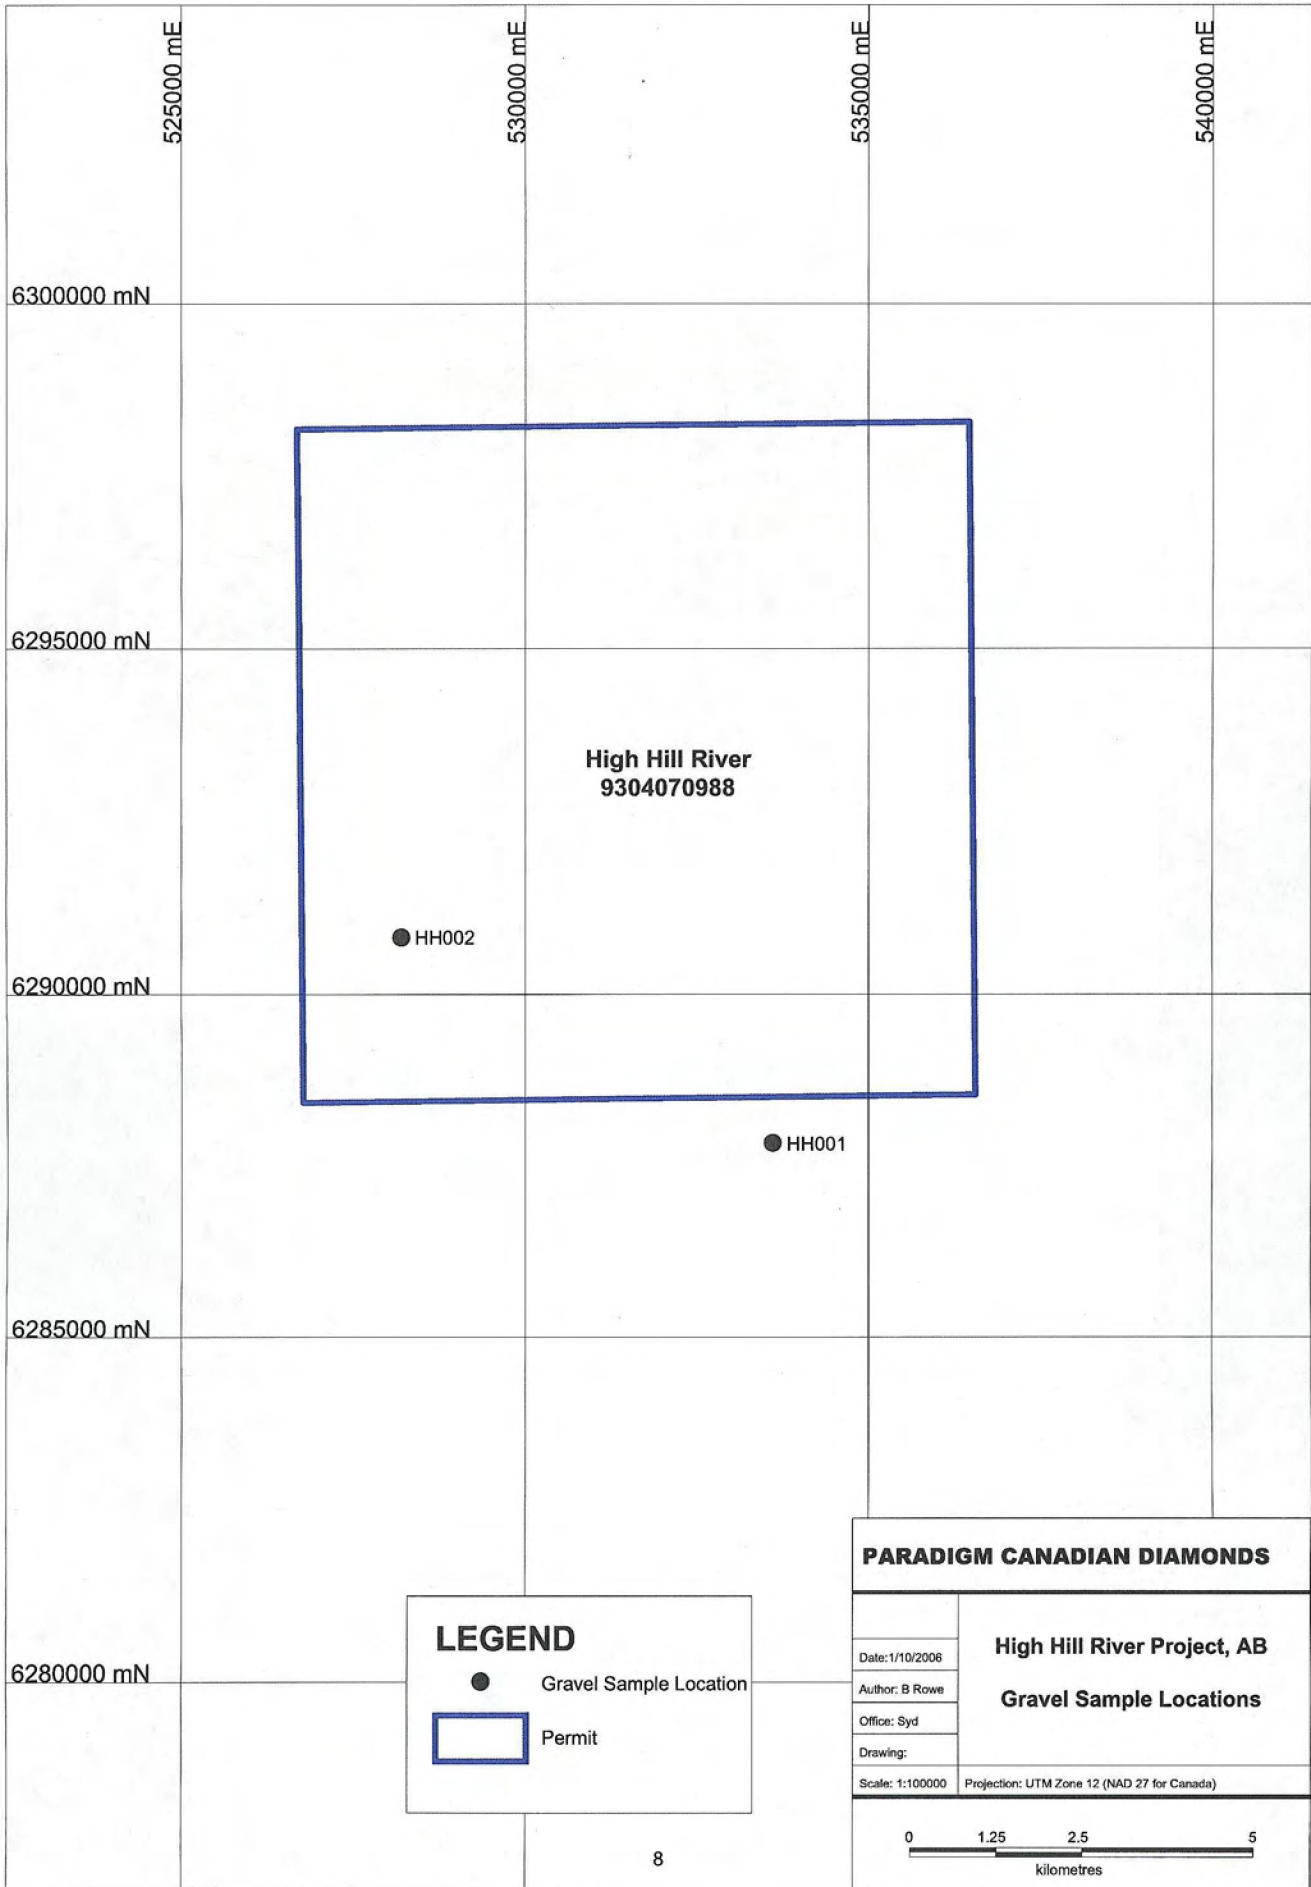 525000 mE
530000 mE
535000 mE
540000 mE
6300000 mN
6295000 mN
High Hill River
9304070988
HH002
6290000 mN
HH001
6285000 mN
6280000 mN
LEGEND
Gravel Sample Location
Permit
PARADIGM CANADIAN DIAMONDS
High Hill River Project, AB
Gravel Sample Locations
Date:1/10/2006
Author: B Rowe
Office: Syd
Drawing:
Scale: 1:100000
Projection: UTM Zone 12 (NAD 27 for Canada)
0 1.25 2.5 5
kilometres
8